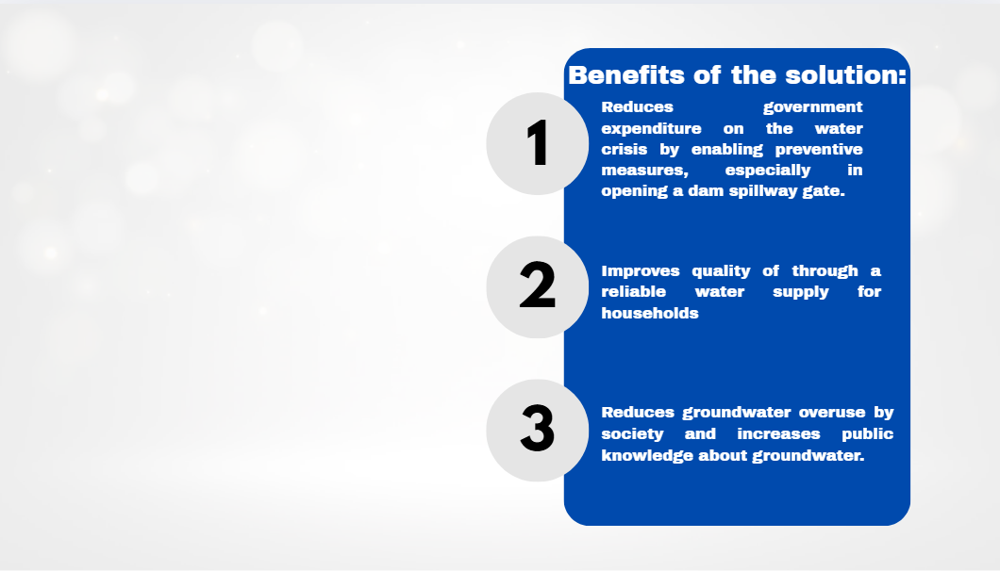 Benefits of the solution:
1
Reduces government
expenditure on the water
crisis by enabling preventive
measures, especially in
opening a dam spillway gate.
2
Improves quality of through a
reliable water supply for
households
3
Reduces groundwater overuse by
society and increases public
knowledge about groundwater.